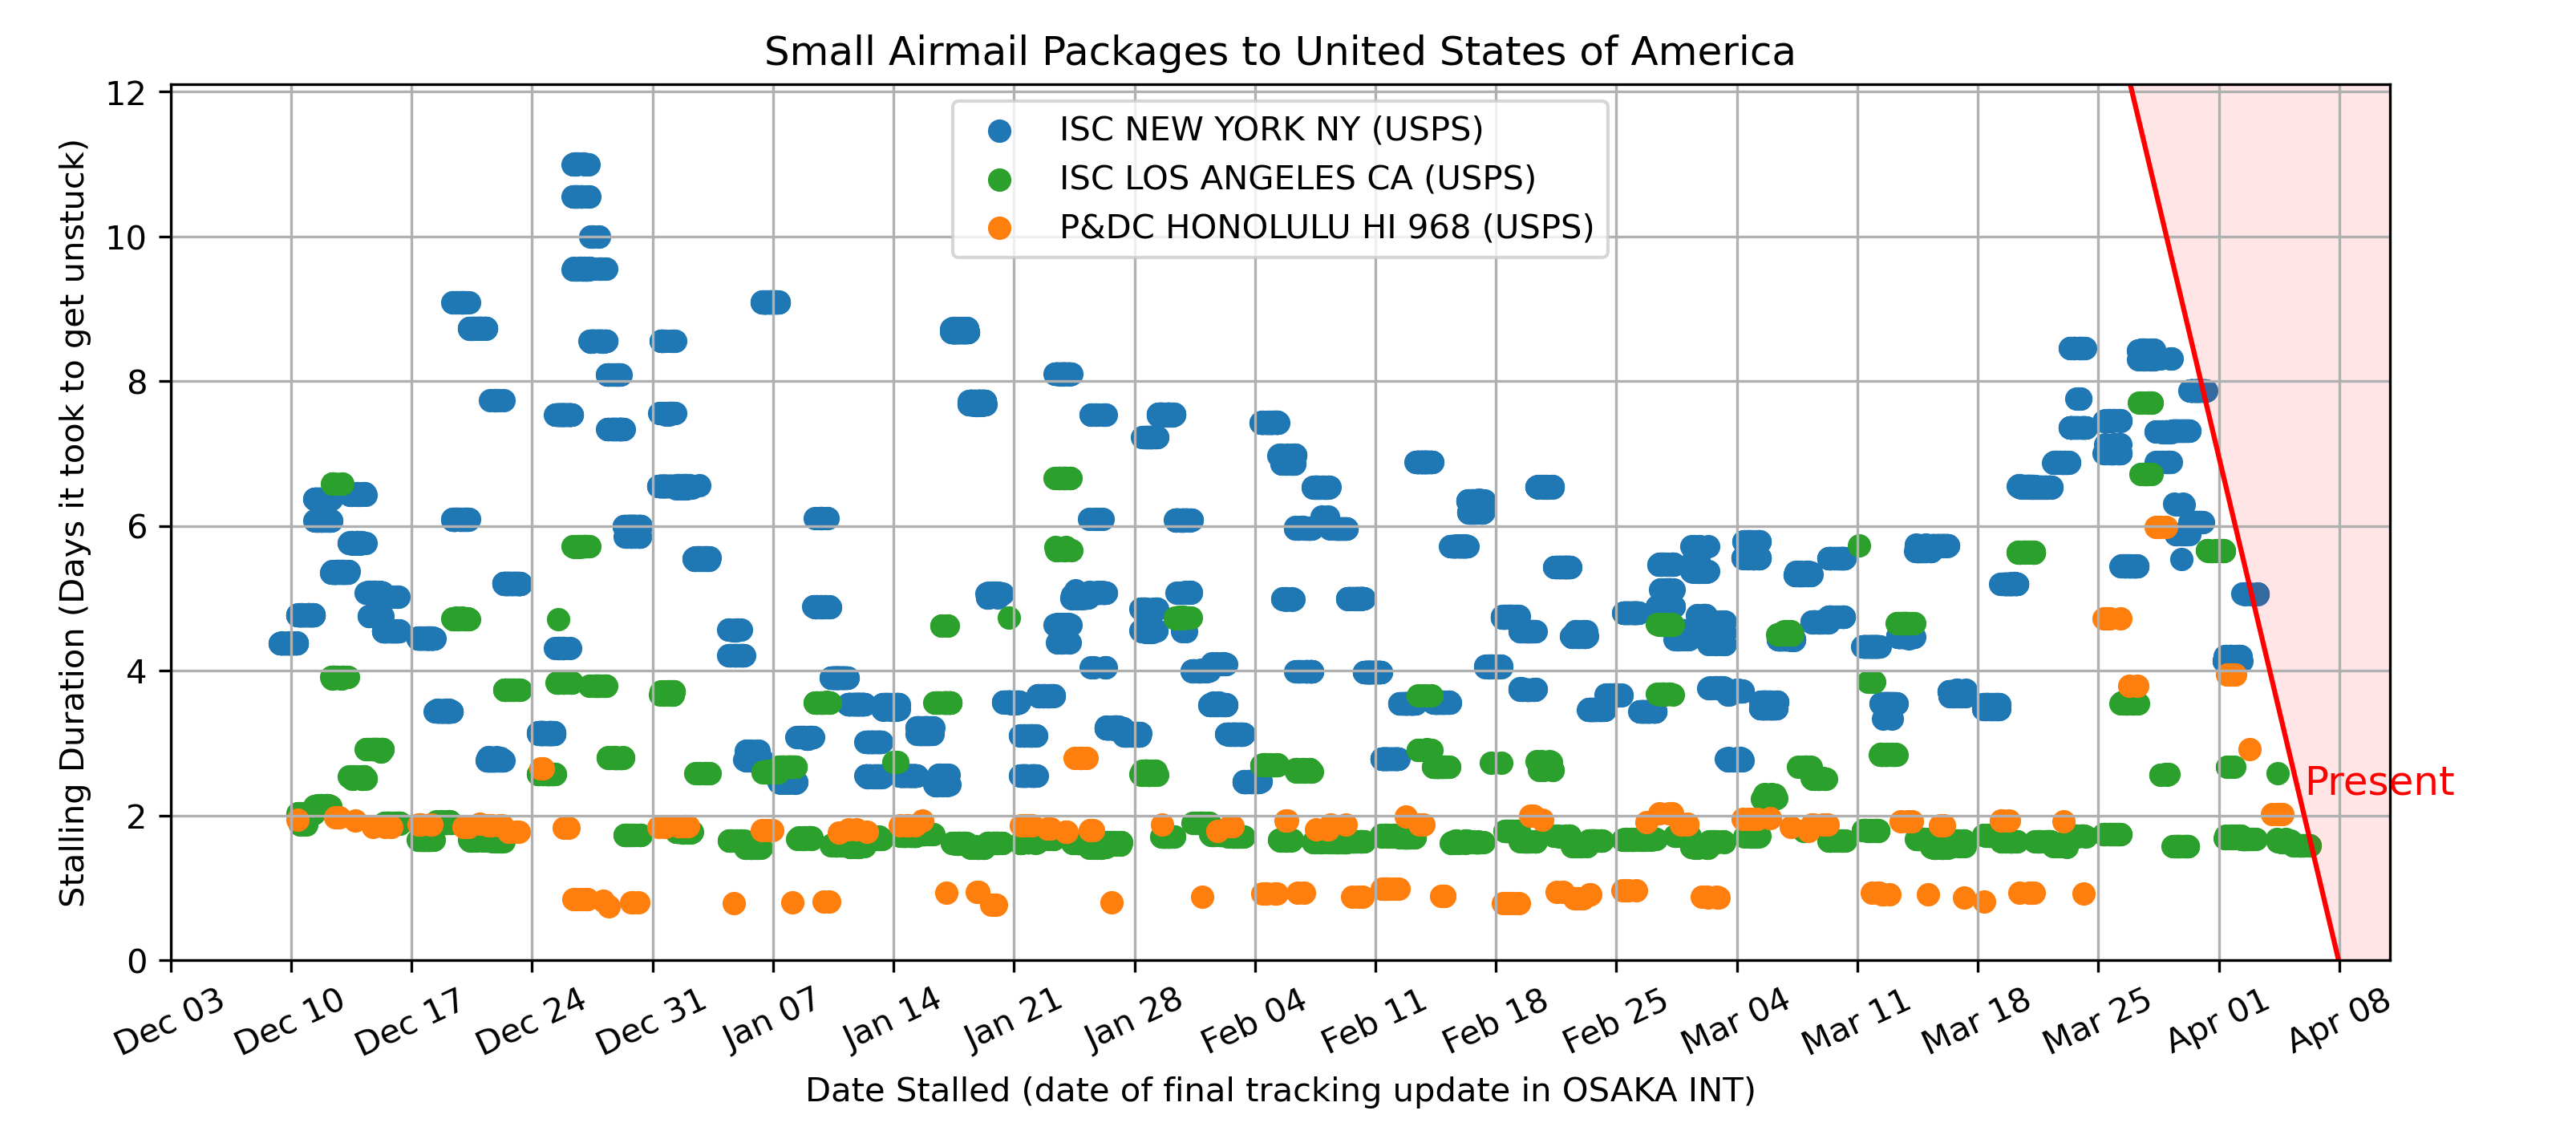 Small Airmail Packages to United States of America
ISC NEW YORK NY (USPS)
ISC LOS ANGELES CA (USPS)
P&DC HONOLULU HI 968 (USPS)
Stalling Duration (Days it took to get unstuck)
12
10
8
6
4
2
0
Present
Dec 03
Dec 10
Dec 17
Dec 24
Dec 31
Jan 07
Jan 14
Jan 21
Jan 28
Feb 04
Feb 11
Feb 18
Feb 25
Mar 04
Mar 11
Mar 18
Mar 25
Apr 01
Apr 08
Date Stalled (date of final tracking update in OSAKA INT)